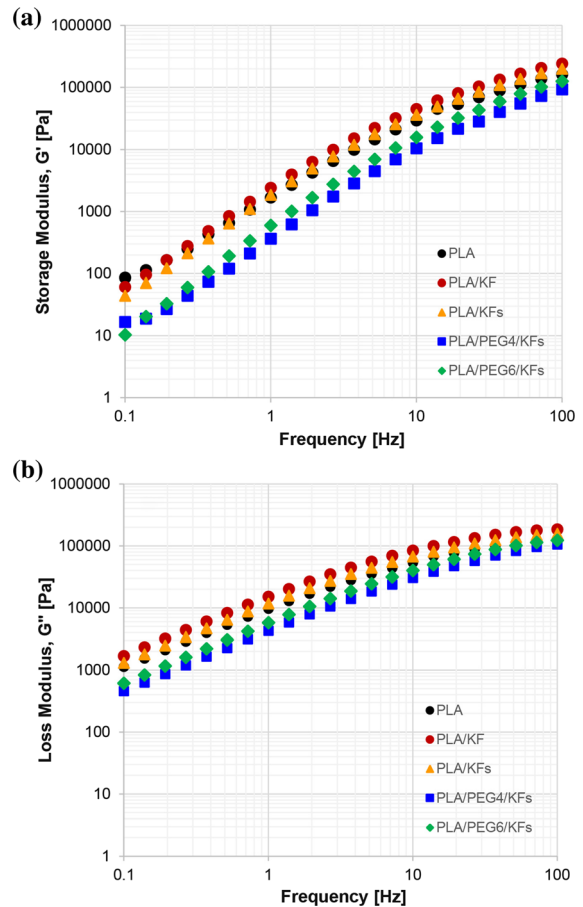 (a)
1000000
100000
10000
1000
100
10
1
Storage Modulus, G' [Pa]
PLA
PLA/KF
PLA/KFs
PLA/PEG4/KFs
PLA/PEG6/KFs
0.1 1 10 100
Frequency [Hz]
(b)
1000000
100000
10000
1000
100
10
1
Loss Modulus, G" [Pa]
PLA
PLA/KF
PLA/KFs
PLA/PEG4/KFs
PLA/PEG6/KFs
0.1 1 10 100
Frequency [Hz]